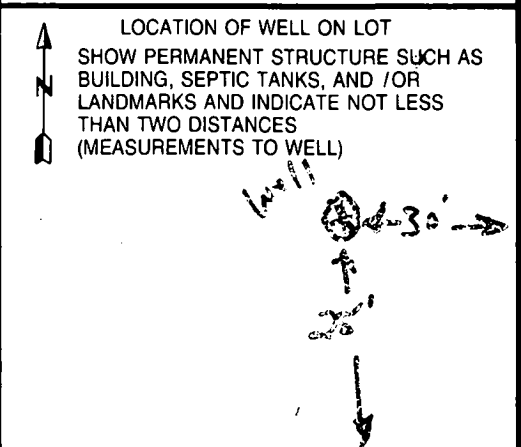 LOCATION OF WELL ON LOT
SHOW PERMANENT STRUCTURE SUCH AS
BUILDING, SEPTIC TANKS, AND /OR
LANDMARKS AND INDICATE NOT LESS
THAN TWO DISTANCES
(MEASUREMENTS TO WELL)
N
well
30'